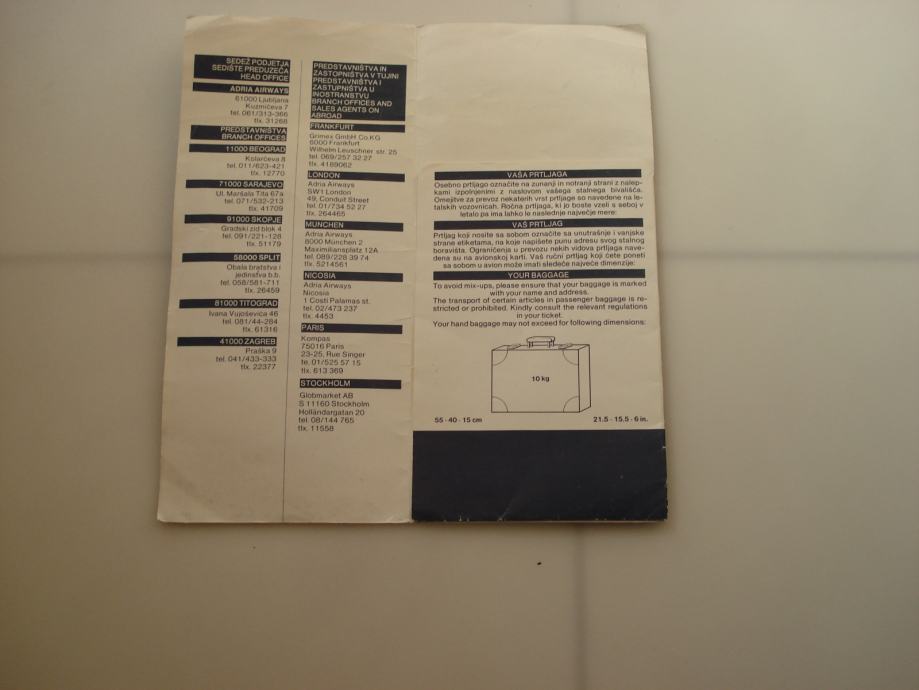 SEDEŽ PODJETJA
SEDIŠTE PREDUZEĆA
HEAD OFFICE
ADRIA AIRWAYS
61000 Ljubljana
Kuzmičeva 7
tel. 061/313-366
tlx. 31268
PREDSTAVNIŠTVA
BRANCH OFFICES
11000 BEOGRAD
Kolarčeva 8
tel. 011/623-421
tlx. 12770
71000 SARAJEVO
Ul. Maršala Tita 67a
tel. 071/532-213
tlx. 41709
91000 SKOPJE
Gradski zid blok 4
tel. 091/221-128
tlx. 51179
58000 SPLIT
Obala bratstva i
jedinstva b.b.
tel. 058/581-711
tlx. 26459
81000 TITOGRAD
Ivana Vujoševića 46
tel. 081/44-284
tlx. 61316
41000 ZAGREB
Praška 9
tel. 041/433-333
tlx. 22377
PREDSTAVNIŠTVA IN
ZASTOPNIŠTVA V TUJINI
PREDSTAVNIŠTVA I
ZASTUPNIŠTVA U
INOSTRANSTVU
BRANCH OFFICES AND
SALES AGENTS ON
ABROAD
FRANKFURT
Grimex GmbH Co.KG
6000 Frankfurt
Wilhelm Leuschner str. 25
tel. 069/257 32 27
tlx. 4189062
LONDON
Adria Airways
SW1 London
49, Conduit Street
tel. 01/734 52 27
tlx. 264465
MÜNCHEN
Adria Airways
8000 München 2
Maximiliansplatz 12A
tel. 089/228 39 74
tlx. 5214561
NICOSIA
Adria Airways
Nicosia
1 Costi Palamas st.
tel. 02/473 237
tlx. 4453
PARIS
Kompas
75016 Paris
23-25, Rue Singer
te. 01/525 57 15
tlx. 613 369
STOCKHOLM
Globmarket AB
S 11160 Stockholm
Holländargatan 20
tel. 08/144 765
tlx. 11558
VAŠA PRTLJAGA
Osebno prtljago označite na zunanji in notranji strani z nalep-
kami izpolnjenimi z naslovom vašega stalnega bivališča.
Omejitve za prevoz nekaterih vrst prtljage so navedene na le-
talskih vozovnicah. Ročna prtljaga, ki jo boste vzeli s seboj v
letalo pa ima lahko le naslednje največje mere:
VAŠ PRTLJAG
Prtljag koji nosite sa sobom označite sa unutrašnje i vanjske
strane etiketama, na koje napišete punu adresu svog stalnog
boravišta. Ograničenja u prevozu nekih vidova prtljaga nave-
dena su na avionskoj karti. Vaš ručni prtljag koji ćete poneti
sa sobom u avion može imati sledeće najveće dimenzije:
YOUR BAGGAGE
To avoid mix-ups, please ensure that your baggage is marked
with your name and address.
The transport of certain articles in passenger baggage is re-
stricted or prohibited. Kindly consult the relevant regulations
in your ticket.
Your hand baggage may not exceed for following dimensions:
10 kg
55 - 40 - 15 cm
21.5 - 15.5 - 6 in.